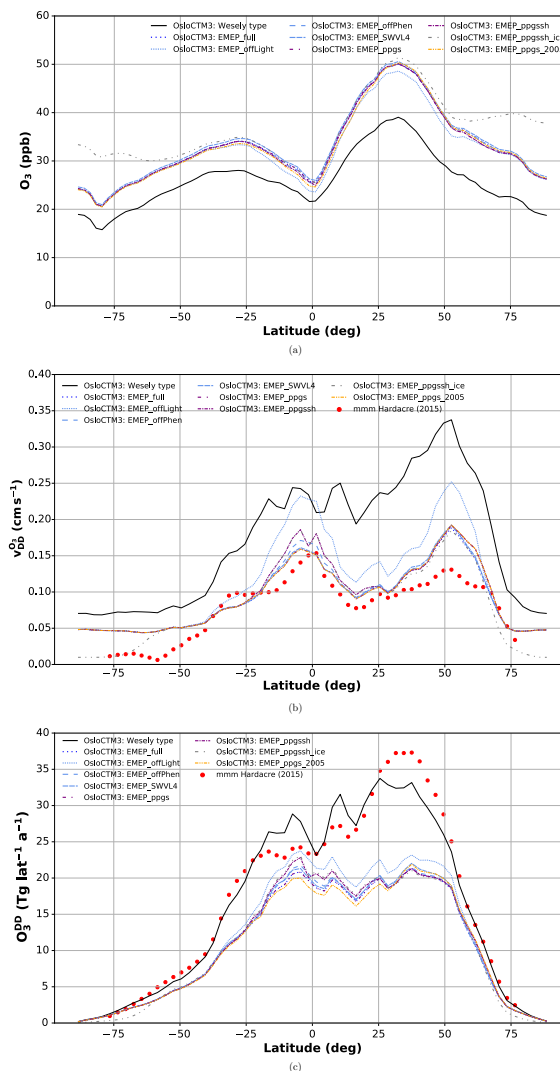 OsloCTM3: Wesely type OsloCTM3: EMEP_offPhen OsloCTM3: EMEP_ppgssh
OsloCTM3: EMEP_full OsloCTM3: EMEP_SWVL4 OsloCTM3: EMEP_ppgssh_ice
OsloCTM3: EMEP_offLight OsloCTM3: EMEP_ppgs OsloCTM3: EMEP_ppgs_2005
60
50
40
30
20
10
0
O3 (ppb)
−75 −50 −25 0 25 50 75
Latitude (deg)
(a)
OsloCTM3: Wesely type OsloCTM3: EMEP_SWVL4 OsloCTM3: EMEP_ppgssh_ice
OsloCTM3: EMEP_full OsloCTM3: EMEP_ppgs OsloCTM3: EMEP_ppgs_2005
OsloCTM3: EMEP_offLight OsloCTM3: EMEP_ppgssh mmm Hardacre (2015)
OsloCTM3: EMEP_offPhen
0.40
0.35
0.30
0.25
0.20
0.15
0.10
0.05
0.00
v_DD^O3 (cm s⁻¹)
−75 −50 −25 0 25 50 75
Latitude (deg)
(b)
OsloCTM3: Wesely type OsloCTM3: EMEP_ppgssh
OsloCTM3: EMEP_full OsloCTM3: EMEP_ppgssh_ice
OsloCTM3: EMEP_offLight OsloCTM3: EMEP_ppgs_2005
OsloCTM3: EMEP_offPhen mmm Hardacre (2015)
OsloCTM3: EMEP_SWVL4
OsloCTM3: EMEP_ppgs
40
35
30
25
20
15
10
5
0
O3^DD (Tg lat⁻¹ a⁻¹)
−75 −50 −25 0 25 50 75
Latitude (deg)
(c)